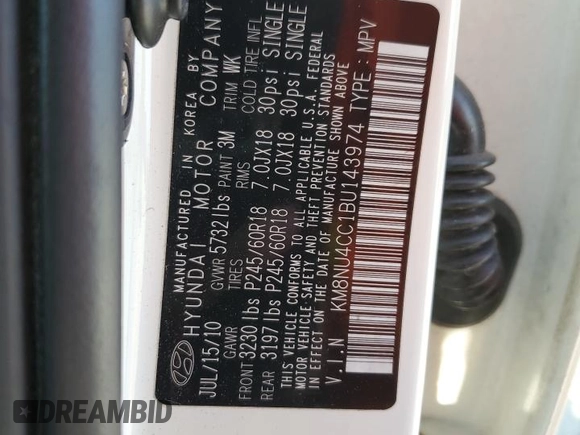 MANUFACTURED IN KOREA BY
HYUNDAI MOTOR COMPANY
JUL/15/10 GVWR 5732lbs PAINT 3M TRIM WK
GAWR TIRES RIMS COLD TIRE INFL
FRONT 3230 lbs P245/60R18 7.0JX18 30psi SINGLE
REAR 3197 lbs P245/60R18 7.0JX18 30psi SINGLE
THIS VEHICLE CONFORMS TO ALL APPLICABLE U.S.A. FEDERAL
MOTOR VEHICLE SAFETY AND THEFT PREVENTION STANDARDS
IN EFFECT ON THE DATE OF MANUFACTURE SHOWN ABOVE
V.I.N KM8NU4CC1BU143974 TYPE : MPV
DREAMBID